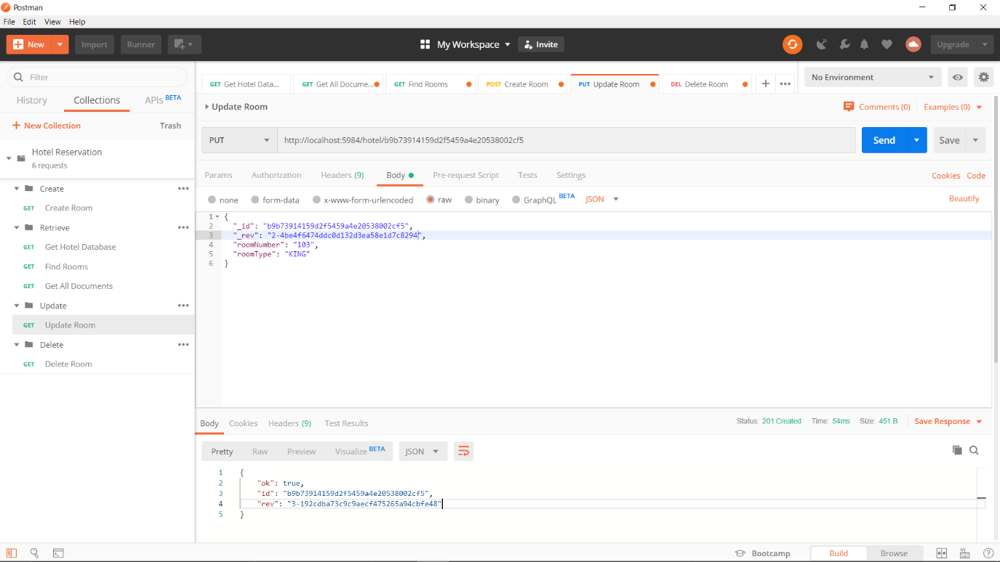 Postman
File Edit View Help
New Import Runner My Workspace Invite Upgrade
Filter
History Collections APIs BETA
New Collection Trash
Hotel Reservation
6 requests
Create
GET Create Room
Retrieve
GET Get Hotel Database
GET Find Rooms
GET Get All Documents
Update
GET Update Room
Delete
GET Delete Room
GET Get Hotel Data... GET Get All Docume... GET Find Rooms POST Create Room PUT Update Room DEL Delete Room No Environment
Update Room Comments (0) Examples (0)
PUT http://localhost:5984/hotel/b9b73914159d2f5459a4e20538002cf5 Send Save
Params Authorization Headers (9) Body Pre-request Script Tests Settings Cookies Code
none form-data x-www-form-urlencoded raw binary GraphQL BETA JSON Beautify
1 {
2 "_id": "b9b73914159d2f5459a4e20538002cf5",
3 "_rev": "2-4be4f6474ddc0d132d3ea58e1d7c8294",
4 "roomNumber": "103",
5 "roomType": "KING"
6 }
Body Cookies Headers (9) Test Results Status: 201 Created Time: 54ms Size: 451 B Save Response
Pretty Raw Preview Visualize BETA JSON
1 {
2 "ok": true,
3 "id": "b9b73914159d2f5459a4e20538002cf5",
4 "rev": "3-192cdba73c9c9aecf475265a94cbfe48"
5 }
Bootcamp Build Browse